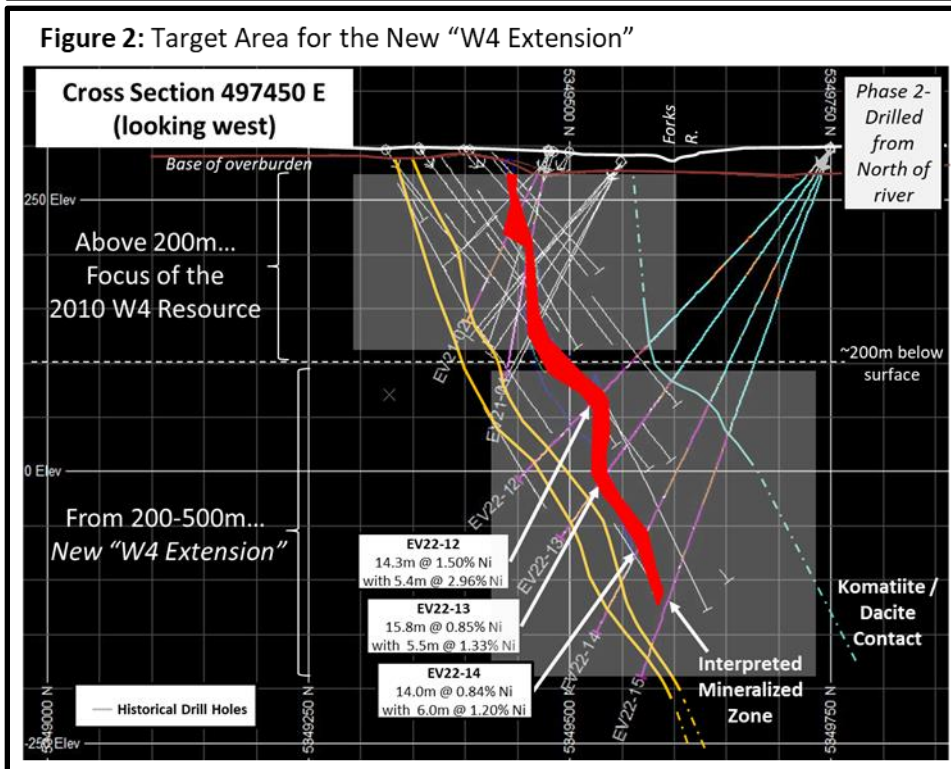 Figure 2: Target Area for the New “W4 Extension”
Cross Section 497450 E
(looking west)
5349500 N
Forks
R.
5349750 N
Phase 2-
Drilled
from
North of
river
Base of overburden
250 Elev
Above 200m...
Focus of the
2010 W4 Resource
EV21-02
EV21-01
~200m below
surface
0 Elev
EV22-12
EV22-13
From 200-500m...
New “W4 Extension”
EV22-12
14.3m @ 1.50% Ni
with 5.4m @ 2.96% Ni
EV22-13
15.8m @ 0.85% Ni
with 5.5m @ 1.33% Ni
EV22-14
14.0m @ 0.84% Ni
with 6.0m @ 1.20% Ni
EV22-14
EV22-15
Komatiite /
Dacite
Contact
Interpreted
Mineralized
Zone
Historical Drill Holes
5349000 N
5349250 N
5349500 N
5349750 N
-250 Elev